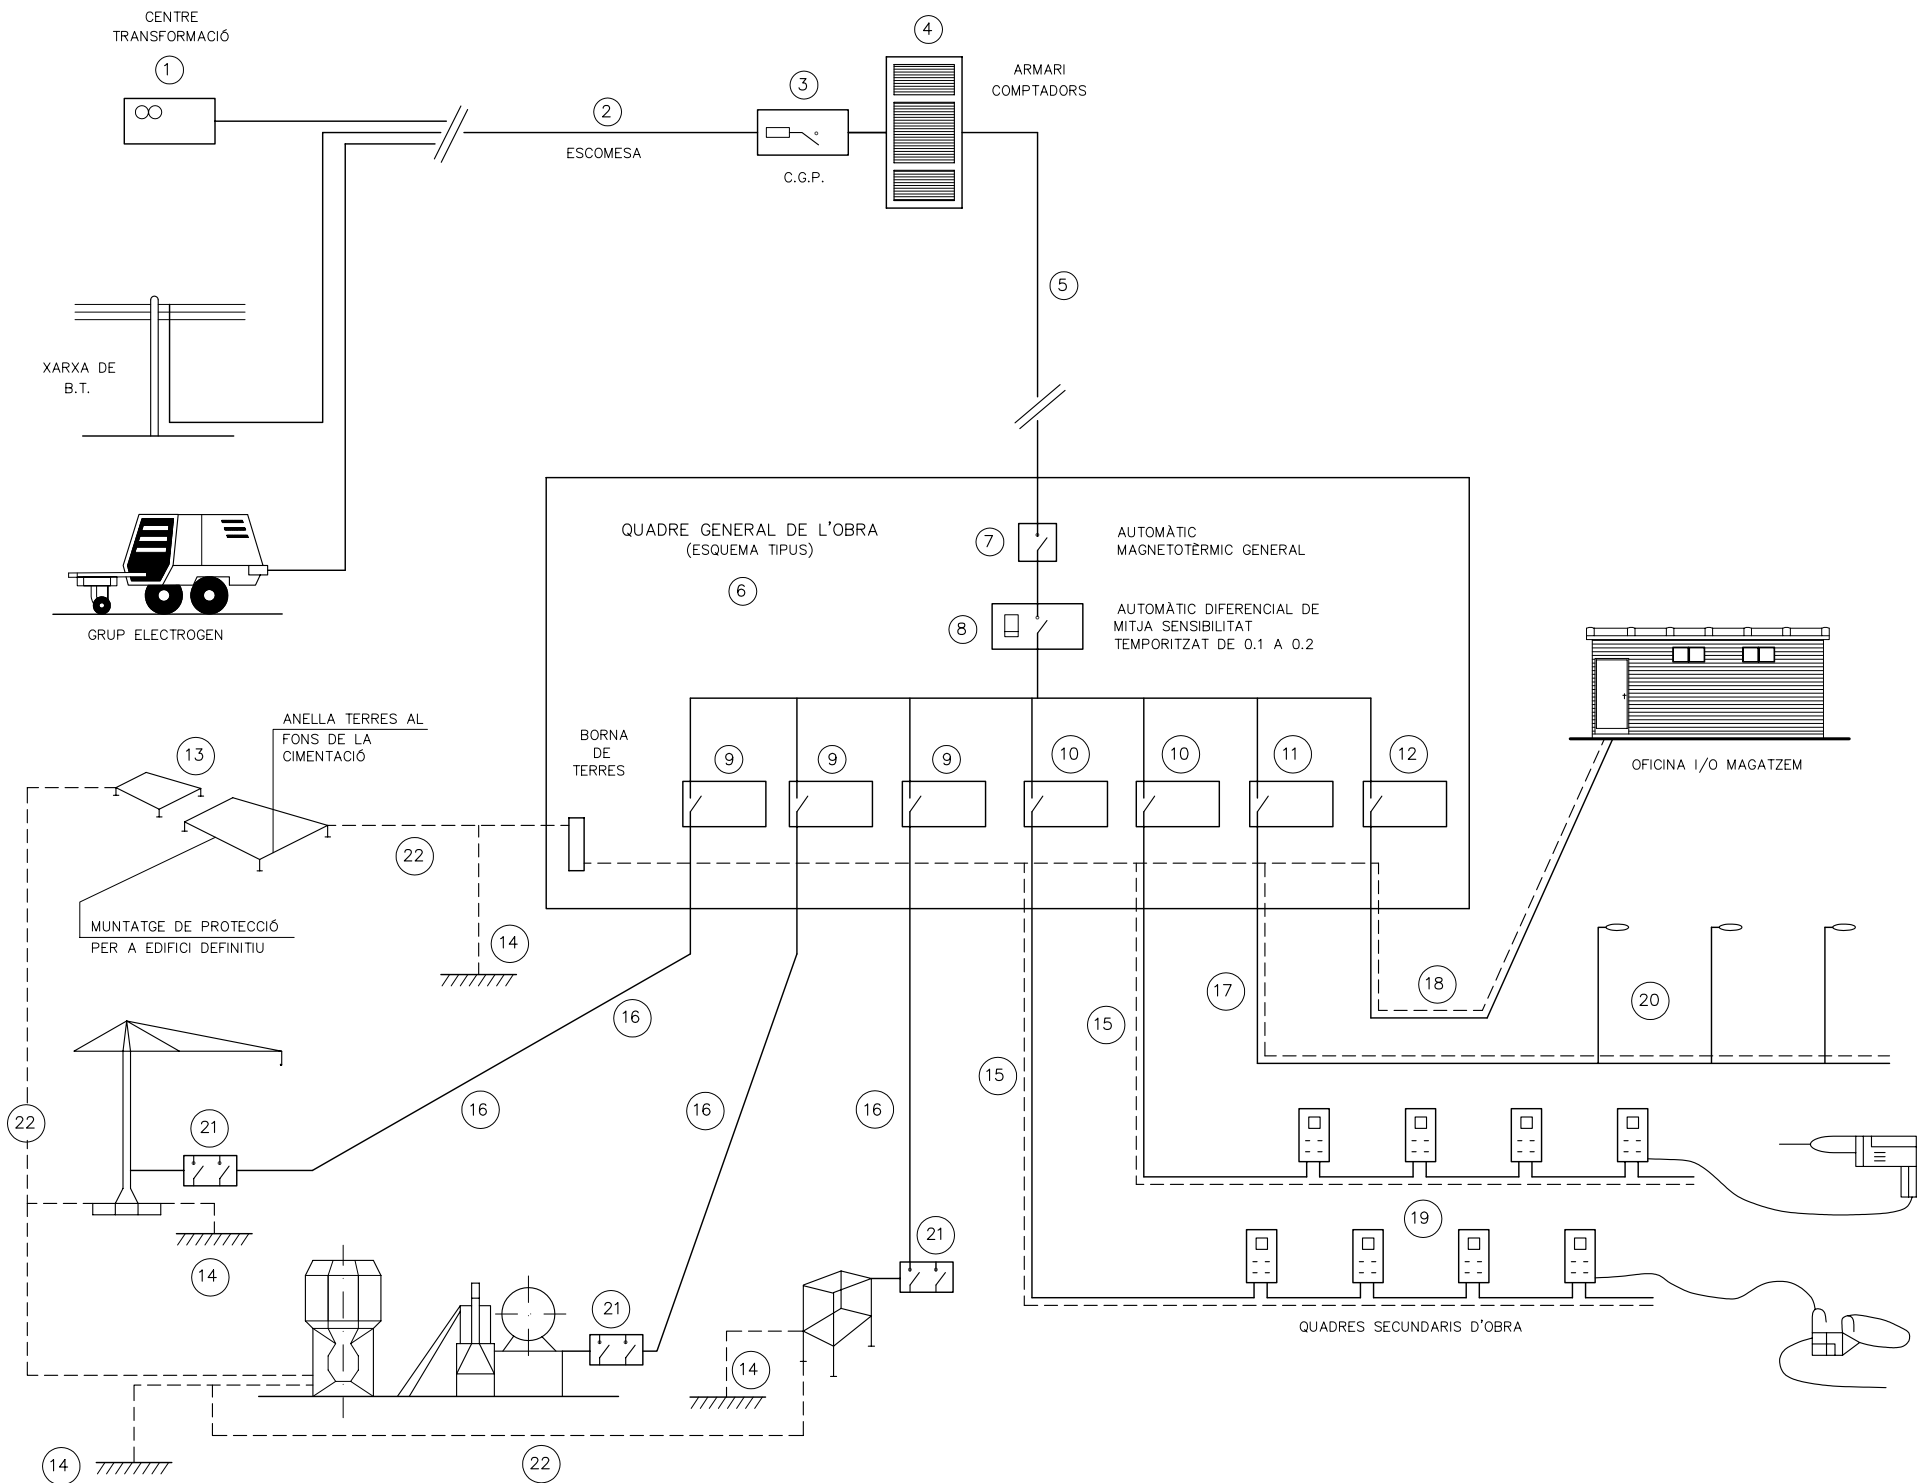 CENTRE
TRANSFORMACIÓ
1
2
ESCOMESA
3
C.G.P.
4
ARMARI
COMPTADORS
5
XARXA DE
B.T.
GRUP ELECTROGEN
QUADRE GENERAL DE L'OBRA
(ESQUEMA TIPUS)
6
7
AUTOMÀTIC
MAGNETOTÈRMIC GENERAL
8
AUTOMÀTIC DIFERENCIAL DE
MITJA SENSIBILITAT
TEMPORITZAT DE 0.1 A 0.2
BORNA
DE
TERRES
9
9
9
10
10
11
12
OFICINA I/O MAGATZEM
13
ANELLA TERRES AL
FONS DE LA
CIMENTACIÓ
22
MUNTATGE DE PROTECCIÓ
PER A EDIFICI DEFINITIU
14
16
16
16
16
15
15
17
18
20
22
21
14
21
21
14
19
QUADRES SECUNDARIS D'OBRA
14
22